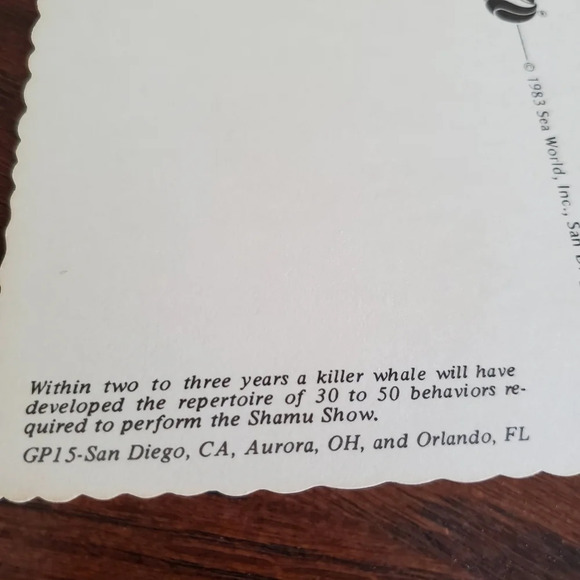 © 1983 Sea World, Inc., San
Within two to three years a killer whale will have
developed the repertoire of 30 to 50 behaviors re-
quired to perform the Shamu Show.
GP15-San Diego, CA, Aurora, OH, and Orlando, FL